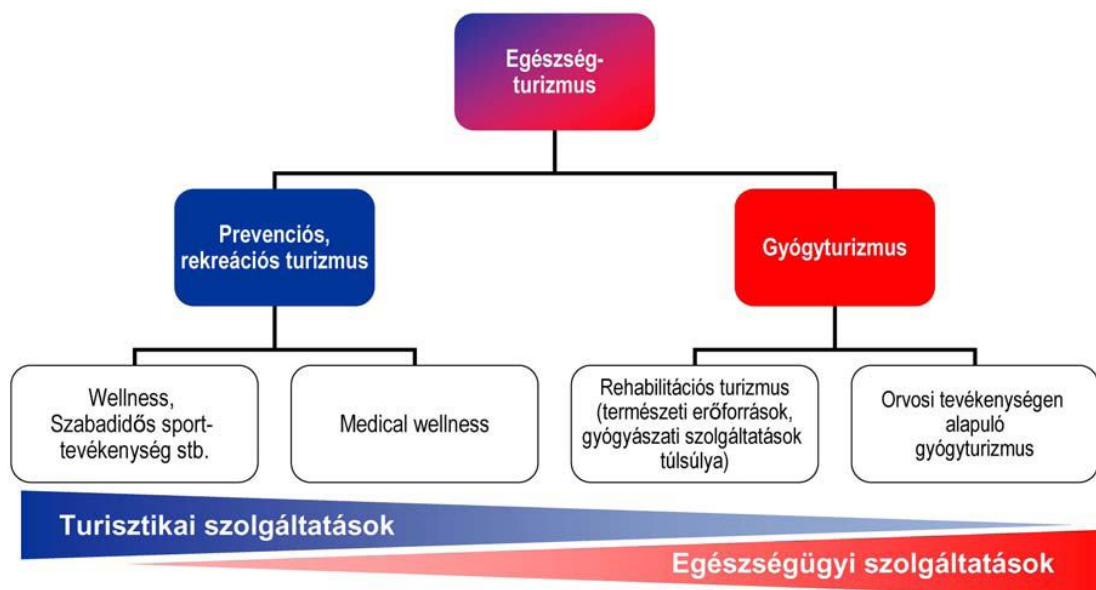 Egészség-
turizmus
Prevenciós,
rekreációs turizmus
Gyógyturizmus
Wellness,
Szabadidős sport-
tevékenység stb.
Medical wellness
Rehabilitációs turizmus
(természeti erőforrások,
gyógyászati szolgáltatások
túlsúlya)
Orvosi tevékenységen
alapuló
gyógyturizmus
Turisztikai szolgáltatások
Egészségügyi szolgáltatások